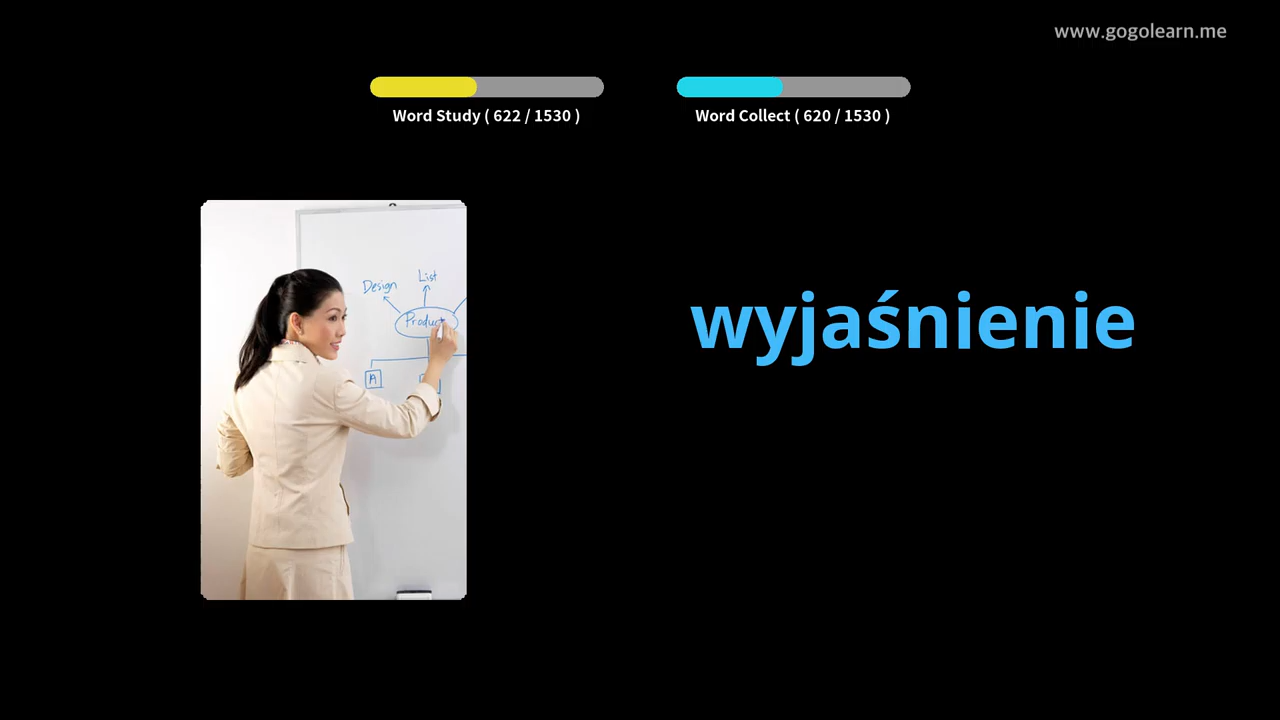 www.gogolearn.me
Word Study ( 622 / 1530 )
Word Collect ( 620 / 1530 )
wyjaśnienie
List
Design
Product
A